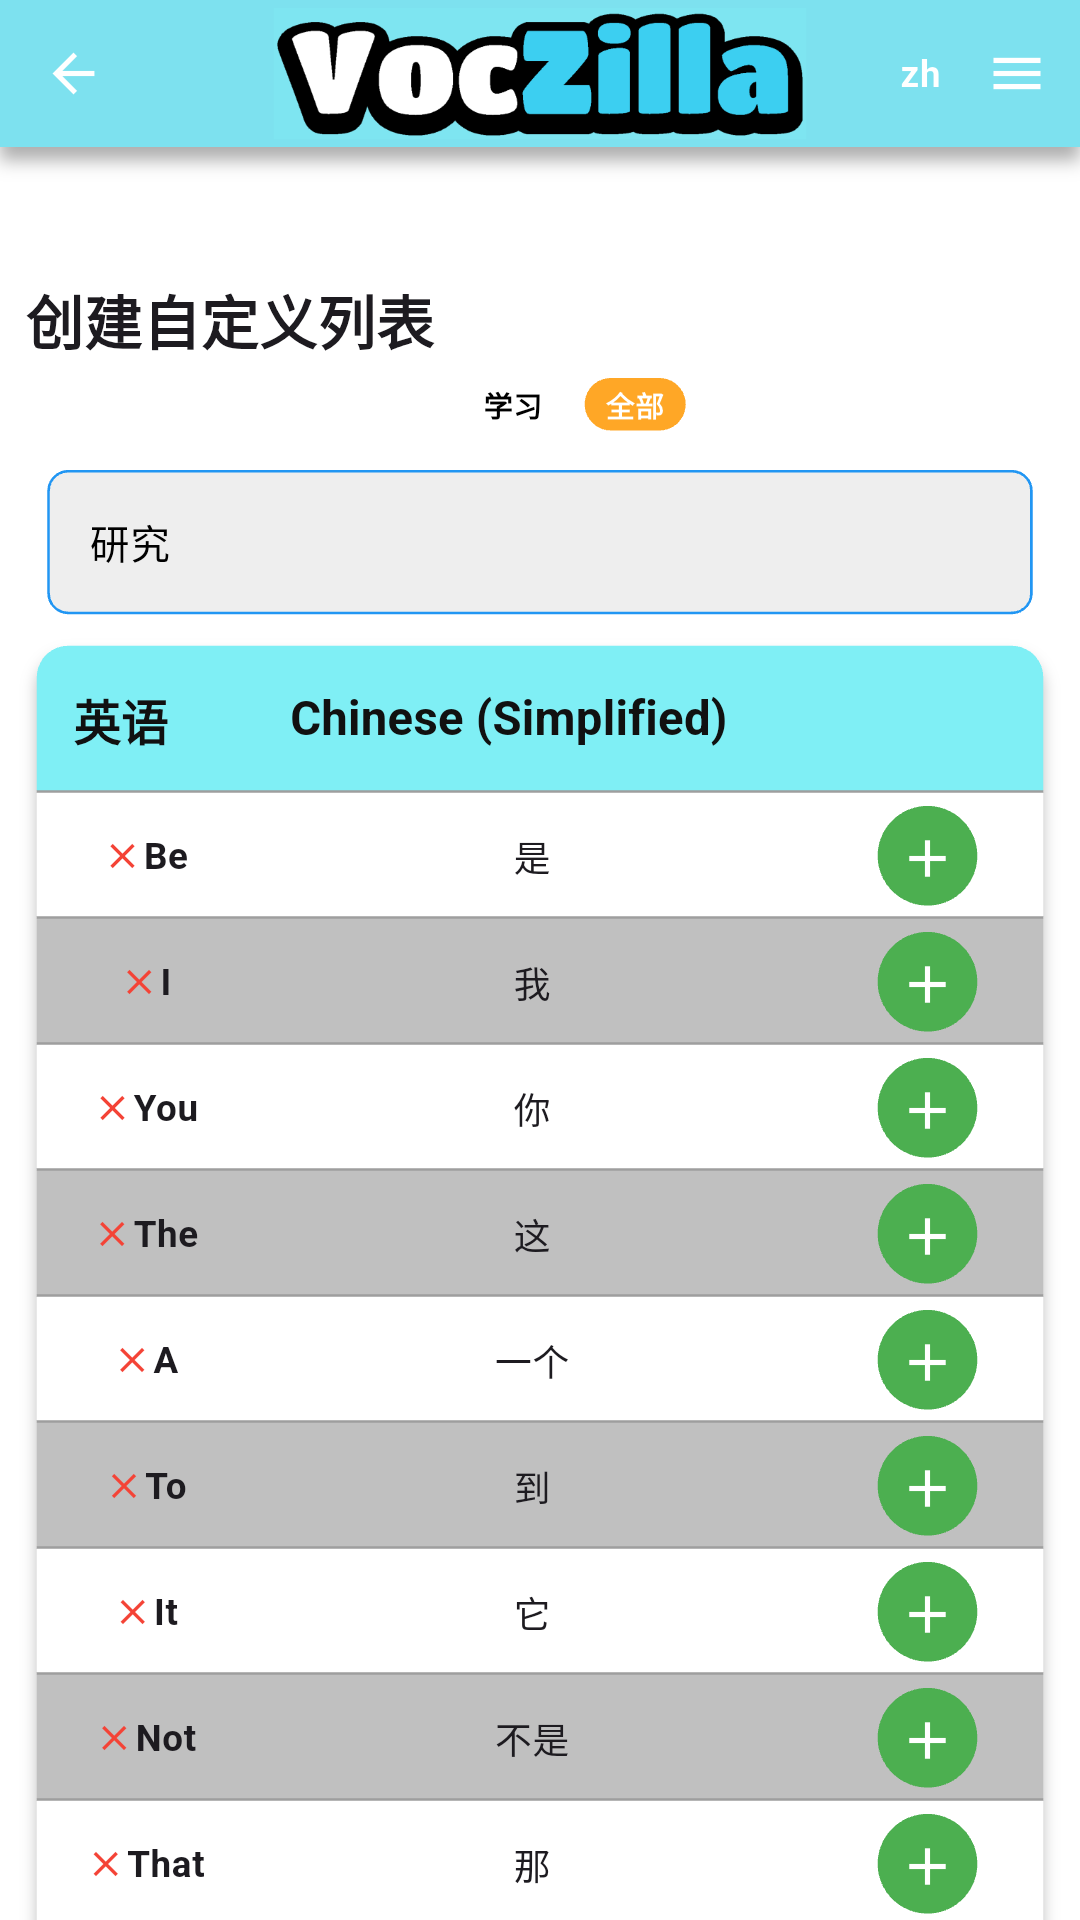 VocZilla
zh
创建自定义列表
学习 全部
研究
英语 Chinese (Simplified)
Be 是
I 我
You 你
The 这
A 一个
To 到
It 它
Not 不是
That 那